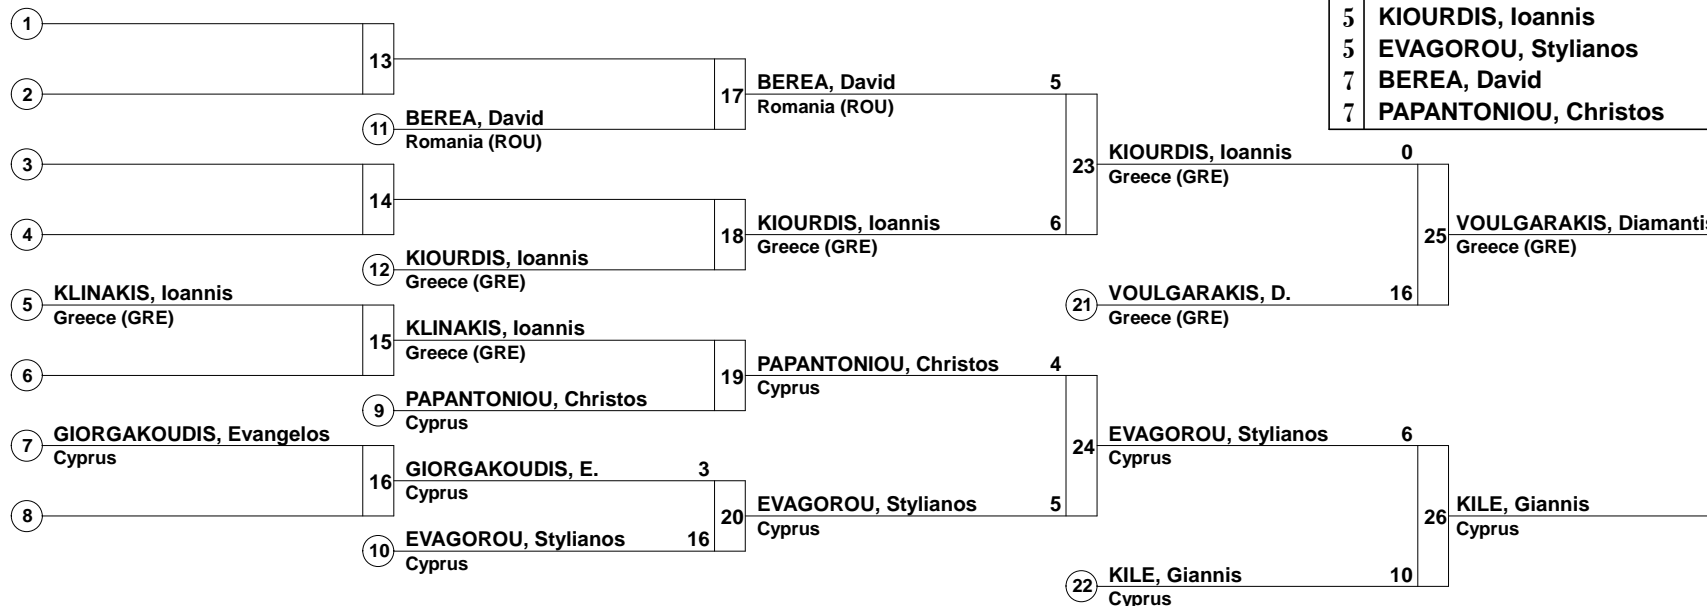 5 KIOURDIS, Ioannis
5 EVAGOROU, Stylianos
7 BEREA, David
7 PAPANTONIOU, Christos
1
2
13
11 BEREA, David
Romania (ROU)
17
BEREA, David 5
Romania (ROU)
3
4
14
12 KIOURDIS, Ioannis
Greece (GRE)
18
KIOURDIS, Ioannis 6
Greece (GRE)
23
KIOURDIS, Ioannis 0
Greece (GRE)
21 VOULGARAKIS, D. 16
Greece (GRE)
25
VOULGARAKIS, Diamantis
Greece (GRE)
5 KLINAKIS, Ioannis
Greece (GRE)
6
15
KLINAKIS, Ioannis
Greece (GRE)
9 PAPANTONIOU, Christos
Cyprus
19
PAPANTONIOU, Christos 4
Cyprus
7 GIORGAKOUDIS, Evangelos
Cyprus
8
16
GIORGAKOUDIS, E. 3
Cyprus
10 EVAGOROU, Stylianos 16
Cyprus
20
EVAGOROU, Stylianos 5
Cyprus
24
EVAGOROU, Stylianos 6
Cyprus
22 KILE, Giannis 10
Cyprus
26
KILE, Giannis
Cyprus